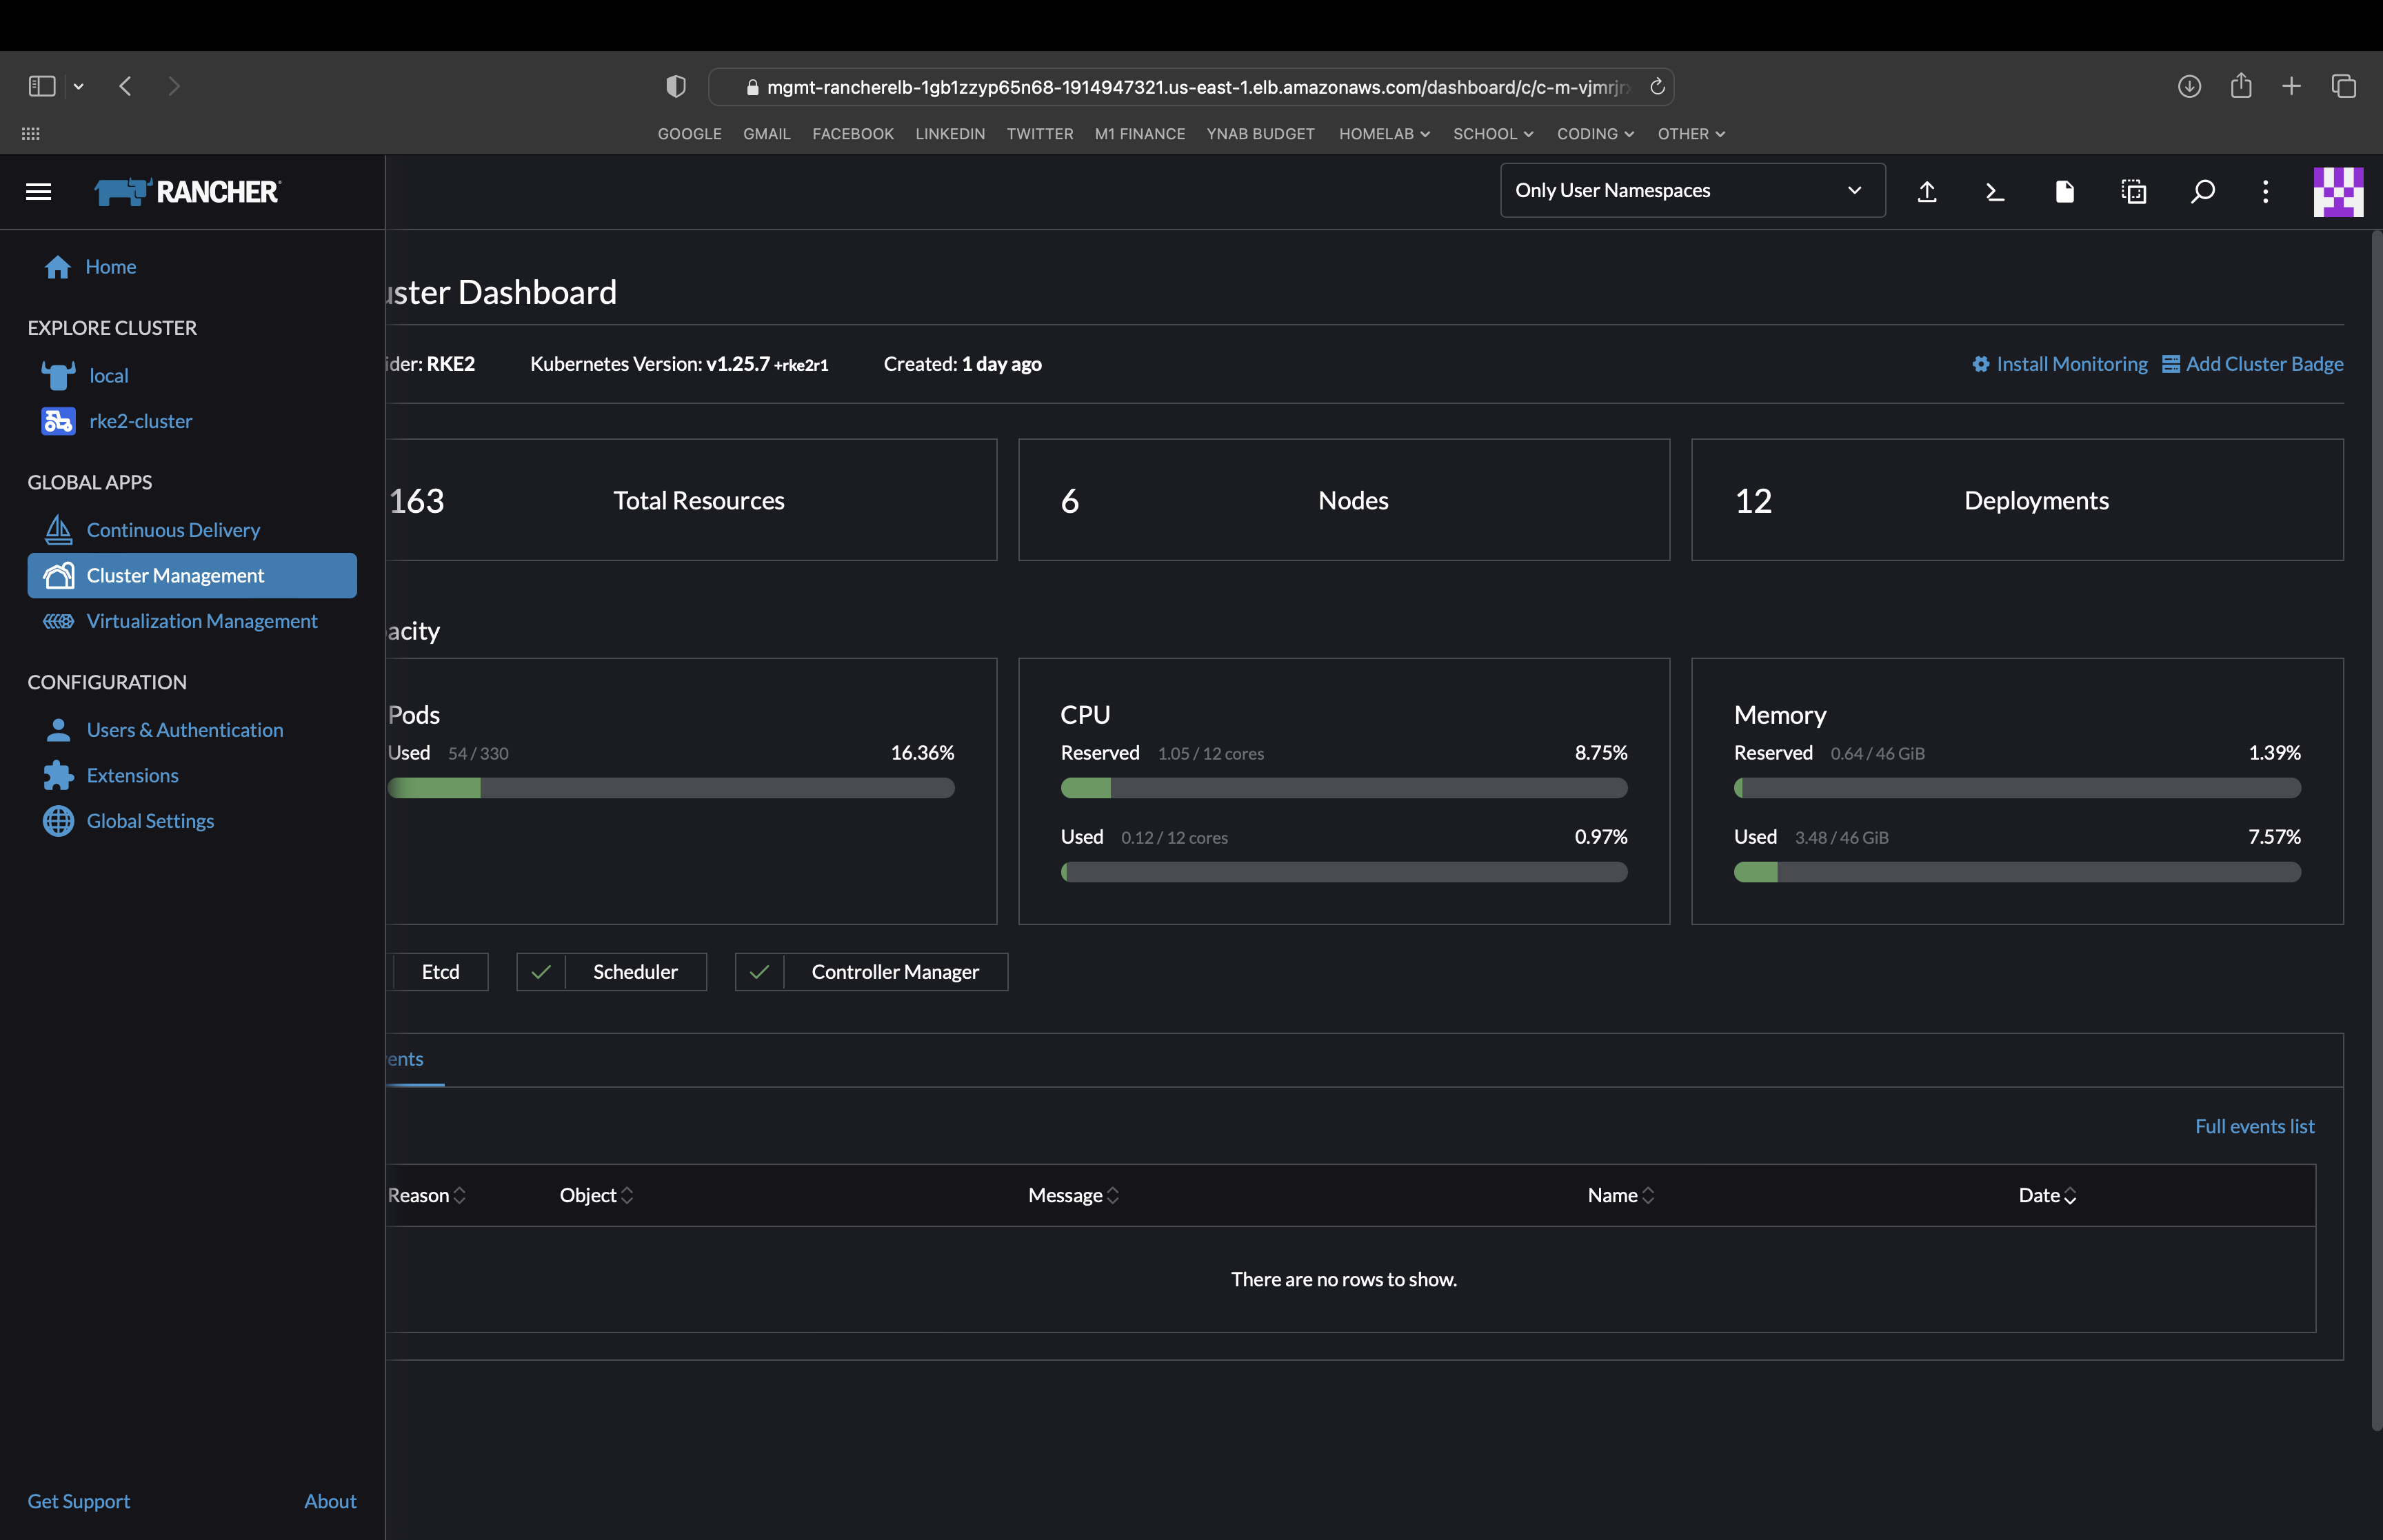 mgmt-rancherelb-1gb1zzyp65n68-1914947321.us-east-1.elb.amazonaws.com/dashboard/c/c-m-vjmrjr
GOOGLE GMAIL FACEBOOK LINKEDIN TWITTER M1 FINANCE YNAB BUDGET HOMELAB SCHOOL CODING OTHER
RANCHER
Only User Namespaces
Home
EXPLORE CLUSTER
local
rke2-cluster
GLOBAL APPS
Continuous Delivery
Cluster Management
Virtualization Management
CONFIGURATION
Users & Authentication
Extensions
Global Settings
Get Support
About
uster Dashboard
ider: RKE2 Kubernetes Version: v1.25.7 +rke2r1 Created: 1 day ago
Install Monitoring Add Cluster Badge
163 Total Resources
6 Nodes
12 Deployments
acity
Pods
Used 54 / 330 16.36%
CPU
Reserved 1.05 / 12 cores 8.75%
Used 0.12 / 12 cores 0.97%
Memory
Reserved 0.64 / 46 GiB 1.39%
Used 3.48 / 46 GiB 7.57%
Etcd Scheduler Controller Manager
ents
Full events list
Reason Object Message Name Date
There are no rows to show.